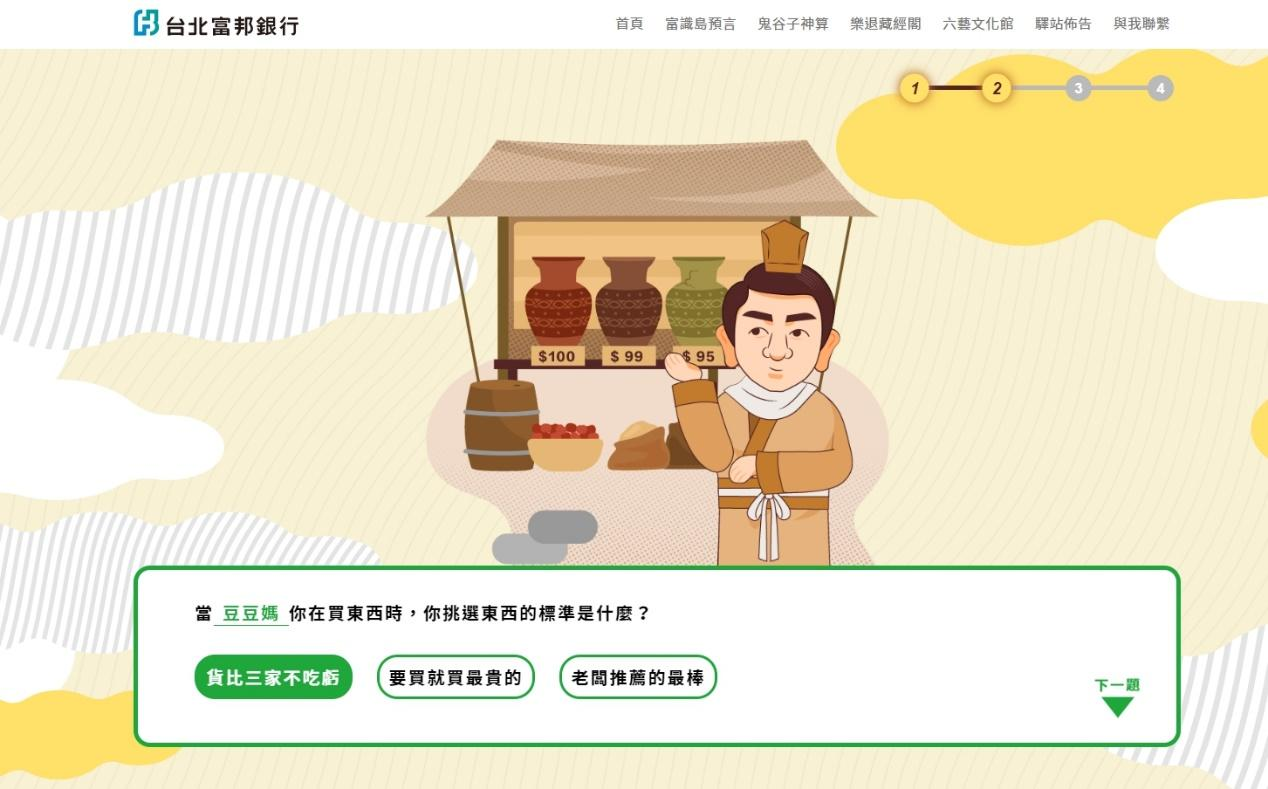 台北富邦銀行
首頁 富識島預言 鬼谷子神算 樂退藏經閣 六藝文化館 驛站佈告 與我聯繫
1 2 3 4
$100 $ 99 $ 95
當 豆豆媽 你在買東西時，你挑選東西的標準是什麼？
貨比三家不吃虧 要買就買最貴的 老闆推薦的最棒
下一題